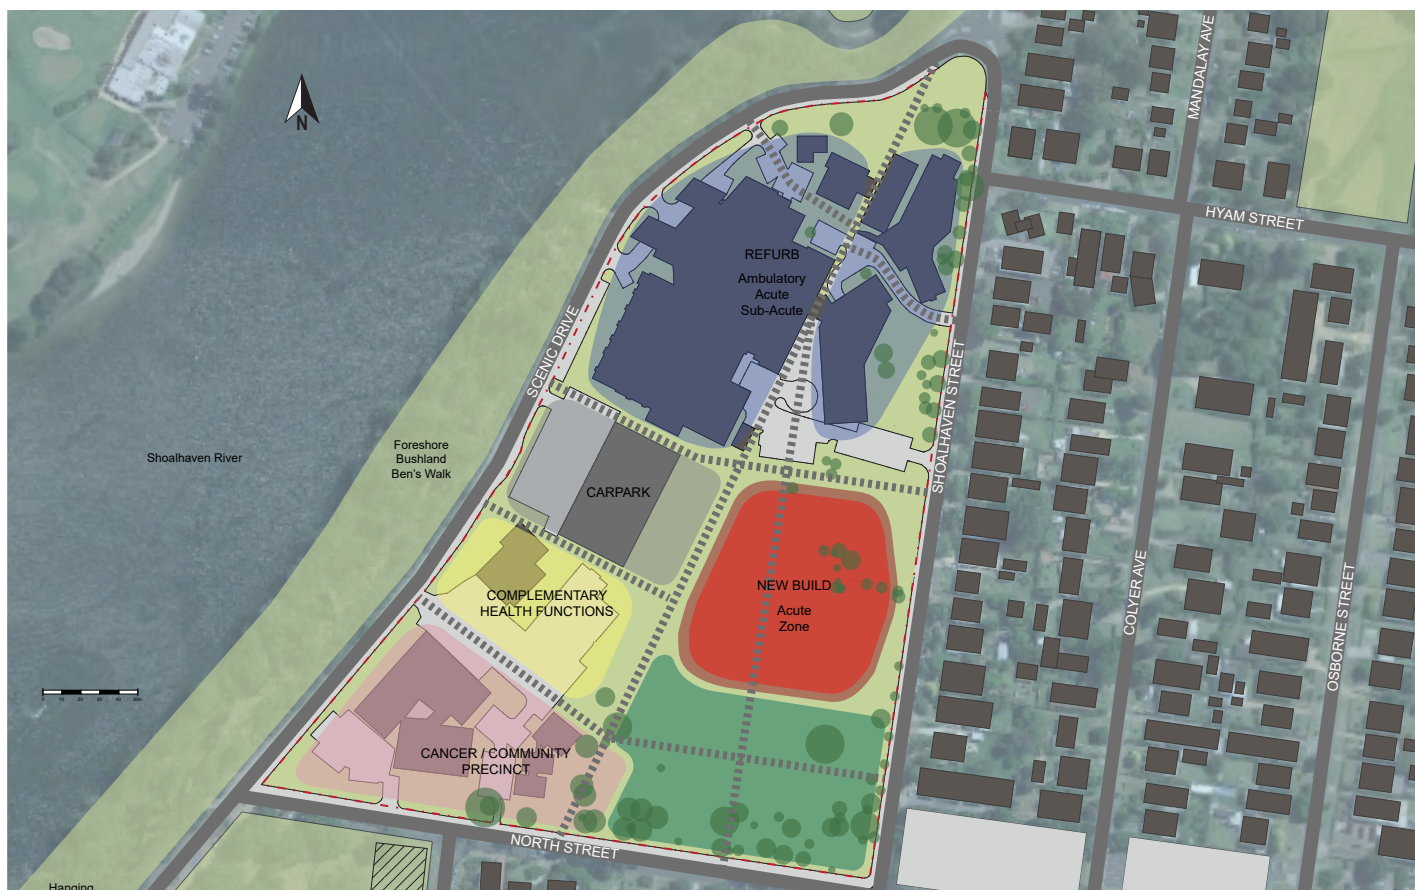 MANDALAY AVE
N
HYAM STREET
REFURB
Ambulatory
Acute
Sub-Acute
SCENIC DRIVE
SHOALHAVEN STREET
Foreshore
Bushland
Ben's Walk
Shoalhaven River
CARPARK
NEW BUILD
Acute
Zone
COMPLEMENTARY
HEALTH FUNCTIONS
COLYER AVE
OSBORNE STREET
CANCER / COMMUNITY
PRECINCT
NORTH STREET
Hanging